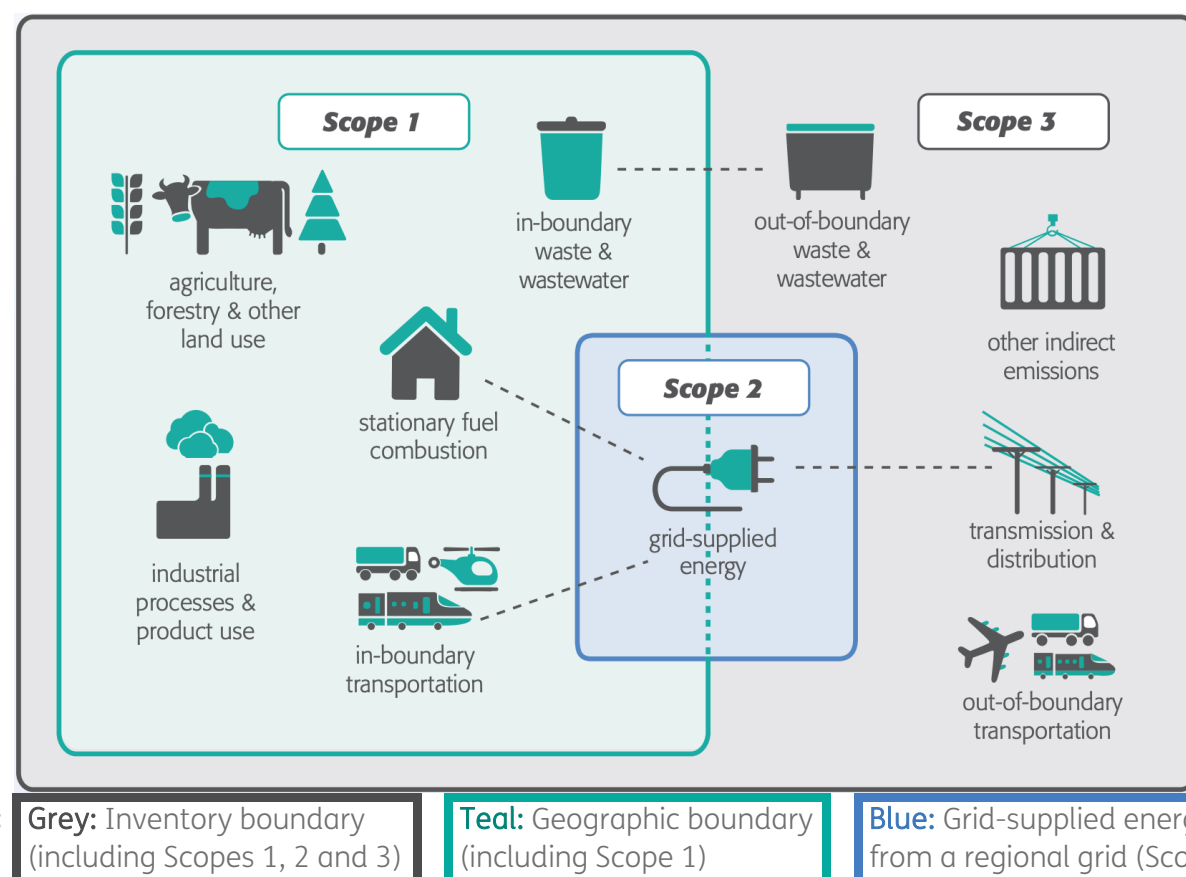 Scope 1
Scope 3
in-boundary
waste &
wastewater
out-of-boundary
waste &
wastewater
agriculture,
forestry & other
land use
other indirect
emissions
Scope 2
stationary fuel
combustion
grid-supplied
energy
transmission &
distribution
industrial
processes &
product use
in-boundary
transportation
out-of-boundary
transportation
Grey: Inventory boundary
(including Scopes 1, 2 and 3)
Teal: Geographic boundary
(including Scope 1)
Blue: Grid-supplied
from a regional grid